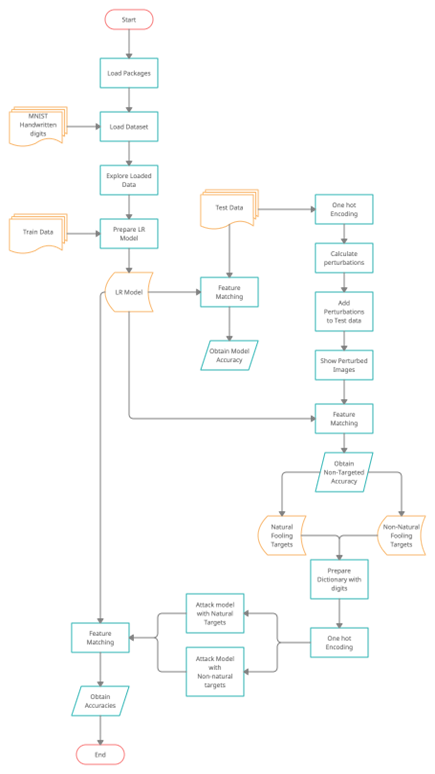 Start
Load Packages
MNIST
Handwritten
digits
Load Dataset
Explore Loaded
Data
Train Data
Prepare LR
Model
Test Data
One hot
Encoding
Calculate
perturbations
LR Model
Feature
Matching
Add
Perturbations
to Test data
Obtain Model
Accuracy
Show Perturbed
Images
Feature
Matching
Obtain
Non-Targeted
Accuracy
Natural
Fooling
Targets
Non-Natural
Fooling
Targets
Prepare
Dictionary with
digits
Attack model
with Natural
Targets
One hot
Encoding
Feature
Matching
Attack Model
with
Non-natural
targets
Obtain
Accuracies
End